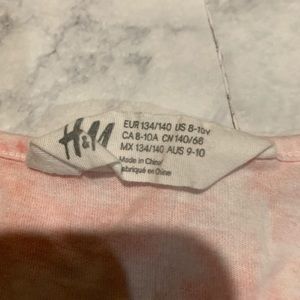 H&M
EUR 134/140 US 8-10Y
CA 8-10A CN 140/68
MX 134/140 AUS 9-10
Made in China
Fabriqué en Chine